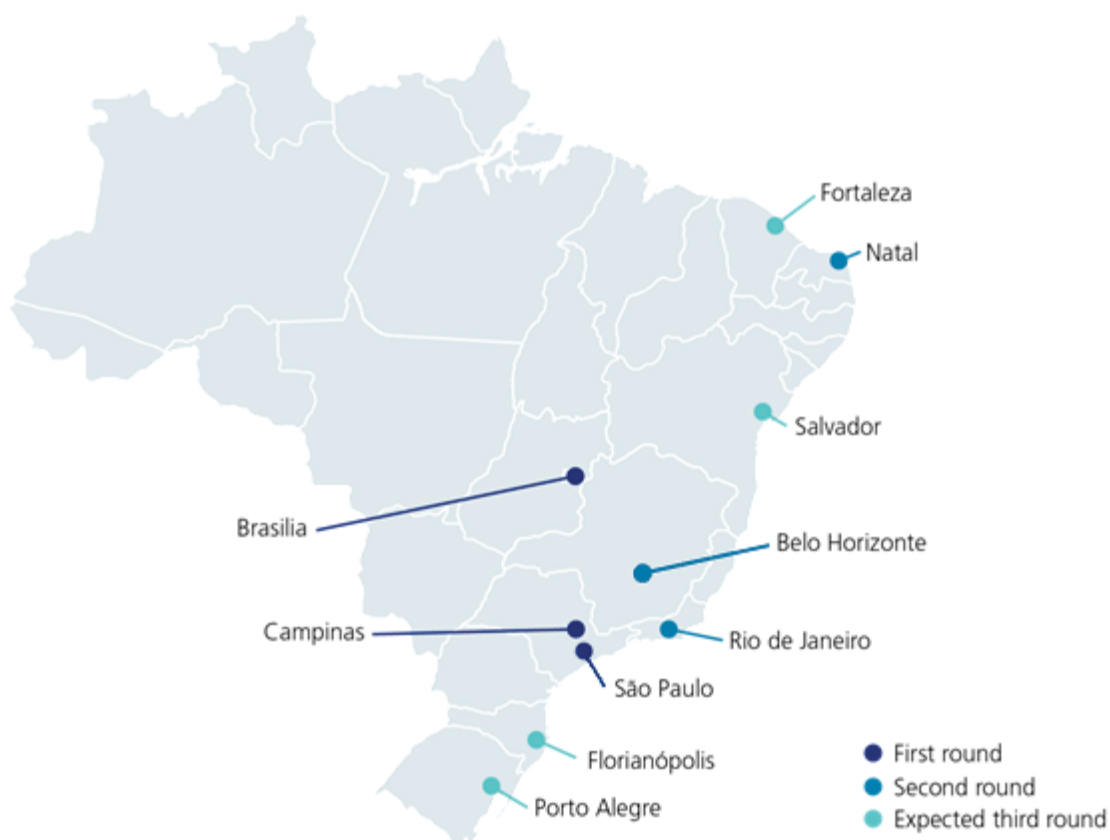 Fortaleza
Natal
Salvador
Brasilia
Belo Horizonte
Campinas
Rio de Janeiro
São Paulo
Florianópolis
Porto Alegre
First round
Second round
Expected third round